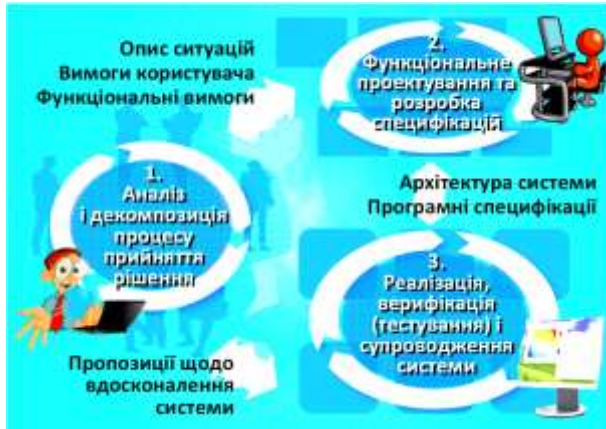 Опис ситуацій
Вимоги користувача
Функціональні вимоги
2.
Функціональне
проектування та
розробка
специфікацій
1.
Аналіз
і декомпозиція
процесу
прийняття
рішення
Архітектура системи
Програмні специфікації
3.
Реалізація,
верифікація
(тестування) і
супроводження
системи
Пропозиції щодо
вдосконалення
системи